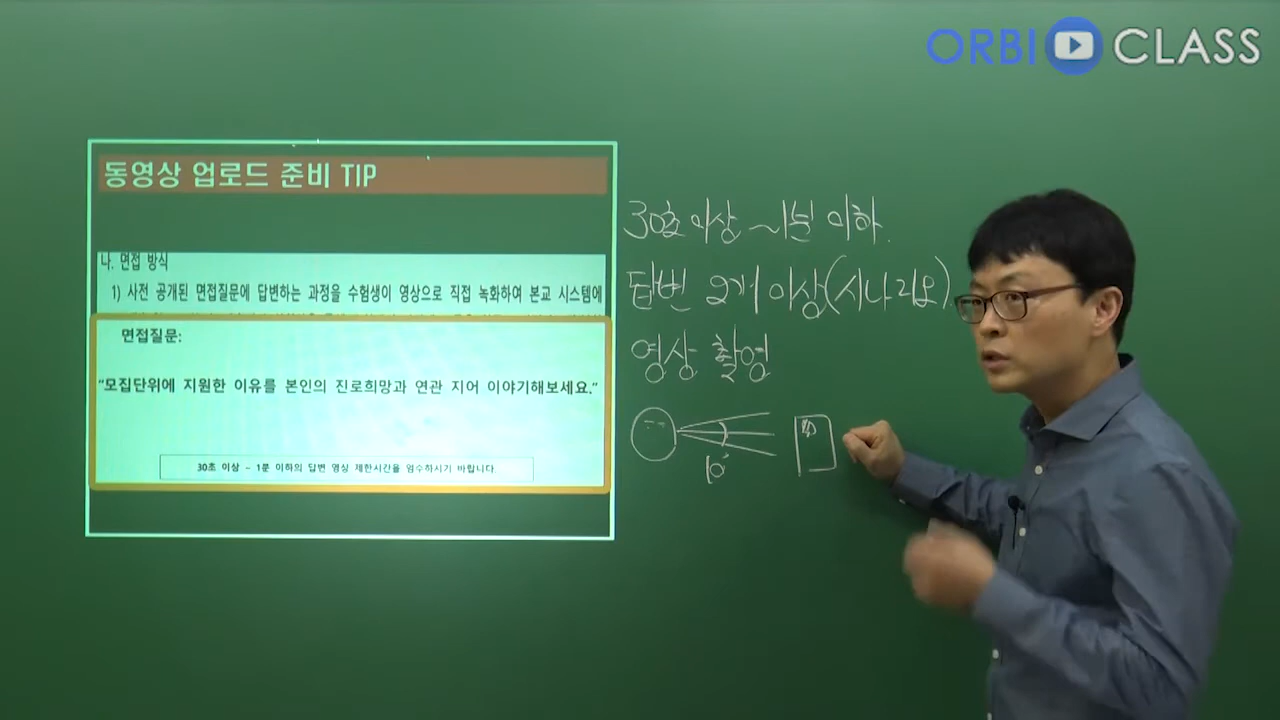 ORBI CLASS
동영상 업로드 준비 TIP
나. 면접 방식
1) 사전 공개된 면접질문에 답변하는 과정을 수험생이 영상으로 직접 녹화하여 본교 시스템에
면접질문:
"모집단위에 지원한 이유를 본인의 진로희망과 연관 지어 이야기해보세요."
30초 이상 ~ 1분 이하의 답변 영상 제한시간을 엄수하시기 바랍니다.
30초 이상 ~1분 이하.
답변 2개 이상(시나리오)
영상 촬영
10°